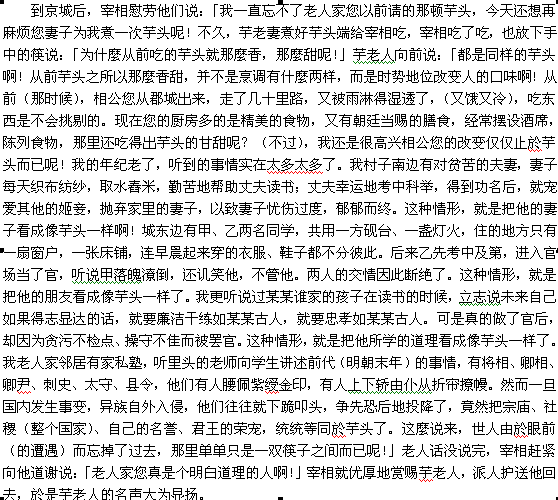 到京城后，宰相慰劳他们说：「我一直忘不了老人家您以前请的那顿芋头，今天还想再
麻烦您妻子为我煮一次芋头呢！不久，芋老妻煮好芋头端给宰相吃，宰相吃了吃，也放下手
中的筷说：「为什麼从前吃的芋头就那麼香，那麼甜呢！」芋老人向前说：「都是同样的芋头
啊！从前芋头之所以那麼香甜，并不是烹调有什麼两样，而是时势地位改变人的口味啊！从
前（那时候），相公您从郡城出来，走了几十里路，又被雨淋得湿透了，（又饿又冷），吃东
西是不会挑剔的。现在您的厨房多的是精美的食物，又有朝廷当赐的膳食，经常摆设酒席，
陈列食物，那里还吃得出芋头的甘甜呢？（不过），我还是很高兴相公您的改变仅仅止於芋
头而已呢！我的年纪老了，听到的事情实在太多太多了。我村子南边有对贫苦的夫妻，妻子
每天织布纺纱，取水舂米，勤苦地帮助丈夫读书；丈夫幸运地考中科举，得到功名后，就宠
爱其他的姬妾，抛弃家里的妻子，以致妻子忧伤过度，郁郁而终。这种情形，就是把他的妻
子看成像芋头一样啊！城东边有甲、乙两名同学，共用一方砚台、一盏灯火，住的地方只有
一扇窗户，一张床铺，连早晨起来穿的衣服、鞋子都不分彼此。后来乙先考中及第，进入官
场当了官，听说甲落魄潦倒，还讥笑他，不管他。两人的交情因此断绝了。这种情形，就是
把他的朋友看成像芋头一样了。我更听说过某某谁家的孩子在读书的时候，立志说未来自己
如果得志显达的话，就要廉洁干练如某某古人，就要忠孝如某某古人。可是真的做了官后，
却因为贪污不检点、操守不佳而被罢官。这种情形，就是把他所学的道理看成像芋头一样了。
我老人家邻居有家私塾，听里头的老师向学生讲述前代（明朝末年）的事情，有将相、卿相、
卿尹、刺史、太守、县令，他们有人腰佩紫绶金印，有人上下轿由仆从折帘撩幔。然而一旦
国内发生事变，异族自外入侵，他们往往就下跪叩头，争先恐后地投降了，竟然把宗庙、社
稷（整个国家）、自己的名誉、君王的荣宠，统统等同於芋头了。这麼说来，世人由於眼前
（的遭遇）而忘掉了过去，那里单单只是一双筷子之间而已呢！」老人话没说完，宰相赶紧
向他道谢说：「老人家您真是个明白道理的人啊！」宰相就优厚地赏赐芋老人，派人护送他回
去，於是芋老人的名声大为显扬。